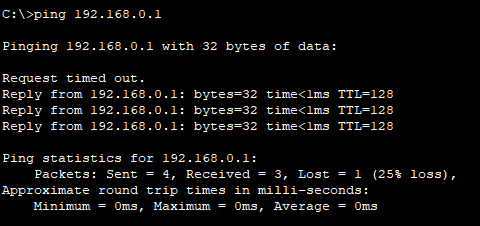 C:\>ping 192.168.0.1
Pinging 192.168.0.1 with 32 bytes of data:
Request timed out.
Reply from 192.168.0.1: bytes=32 time<1ms TTL=128
Reply from 192.168.0.1: bytes=32 time<1ms TTL=128
Reply from 192.168.0.1: bytes=32 time<1ms TTL=128
Ping statistics for 192.168.0.1:
    Packets: Sent = 4, Received = 3, Lost = 1 (25% loss),
Approximate round trip times in milli-seconds:
    Minimum = 0ms, Maximum = 0ms, Average = 0ms